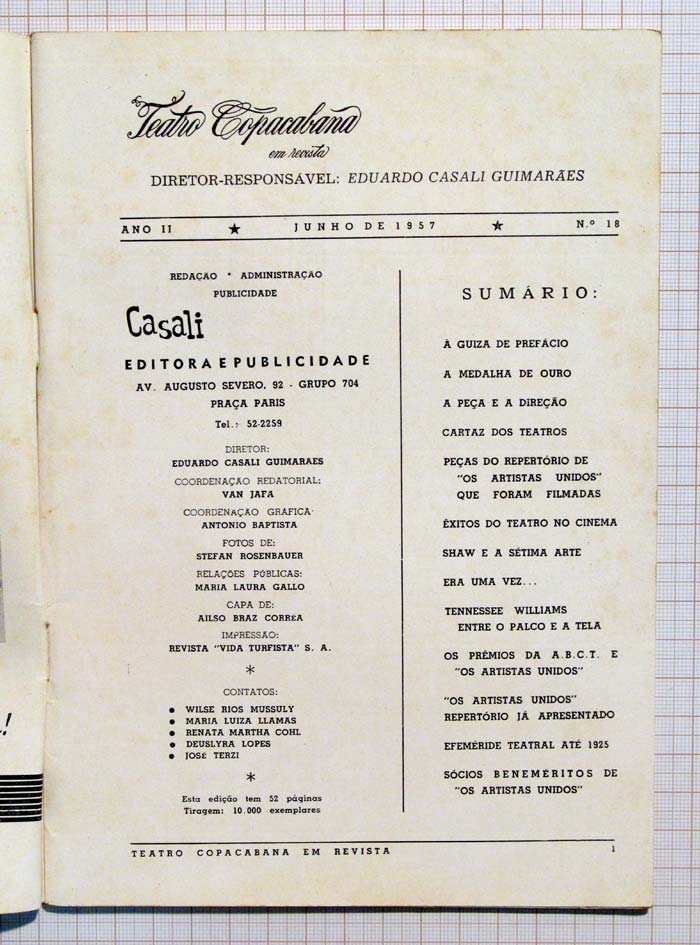 do Teatro Copacabana
em revista
DIRETOR-RESPONSÁVEL: EDUARDO CASALI GUIMARÃES
ANO II ★ JUNHO DE 1957 ★ N.º 18
REDAÇÃO * ADMINISTRAÇÃO
PUBLICIDADE
Casali
EDITORA E PUBLICIDADE
AV. AUGUSTO SEVERO, 92 - GRUPO 704
PRAÇA PARIS
Tel.: 52-2259
DIRETOR:
EDUARDO CASALI GUIMARÃES
COORDENAÇÃO REDATORIAL:
VAN JAFA
COORDENAÇÃO GRÁFICA·
ANTONIO BAPTISTA
FOTOS DE:
STEFAN ROSENBAUER
RELAÇÕES PÚBLICAS:
MARIA LAURA GALLO
CAPA DE:
AILSO BRAZ CORRÊA
IMPRESSÃO:
REVISTA "VIDA TURFISTA" S. A.
*
CONTATOS:
● WILSE RIOS MUSSULY
● MARIA LUIZA LLAMAS
● RENATA MARTHA COHL
● DEUSLYRA LOPES
● JOSÉ TERZI
*
Esta edição tem 52 páginas
Tiragem: 10.000 exemplares
SUMÁRIO:
À GUIZA DE PREFÁCIO
A MEDALHA DE OURO
A PEÇA E A DIREÇÃO
CARTAZ DOS TEATROS
PEÇAS DO REPERTÓRIO DE
"OS ARTISTAS UNIDOS"
QUE FORAM FILMADAS
ÊXITOS DO TEATRO NO CINEMA
SHAW E A SÉTIMA ARTE
ERA UMA VEZ...
TENNESSEE WILLIAMS
ENTRE O PALCO E A TELA
OS PRÊMIOS DA A.B.C.T. E
"OS ARTISTAS UNIDOS"
"OS ARTISTAS UNIDOS"
REPERTÓRIO JÁ APRESENTADO
EFEMÉRIDE TEATRAL ATÉ 1925
SÓCIOS BENEMÉRITOS DE
"OS ARTISTAS UNIDOS"
TEATRO COPACABANA EM REVISTA 1